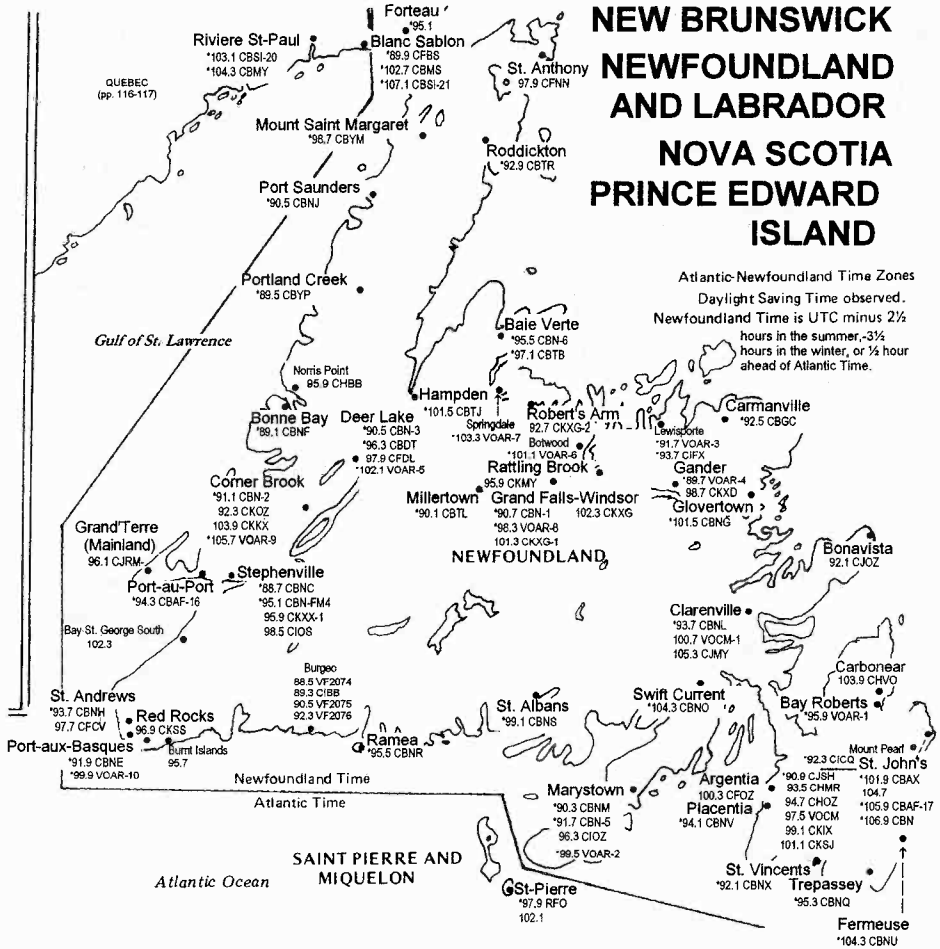 NEW BRUNSWICK
NEWFOUNDLAND
AND LABRADOR
NOVA SCOTIA
PRINCE EDWARD
ISLAND
Atlantic-Newfoundland Time Zones
Daylight Saving Time observed.
Newfoundland Time is UTC minus 2½
hours in the summer,-3½
hours in the winter, or ½ hour
ahead of Atlantic Time.
Forteau
*95.1
Riviere St-Paul
*103.1 CBSI-20
*104.3 CBMY
Blanc Sablon
*89.9 CFBS
*102.7 CBMS
*107.1 CBSI-21
QUEBEC
(pp. 116-117)
St. Anthony
97.9 CFNN
Mount Saint Margaret
*98.7 CBYM
Roddickton
*92.9 CBTR
Port Saunders
*90.5 CBNJ
Portland Creek
*89.5 CBYP
Gulf of St. Lawrence
Baie Verte
*95.5 CBN-6
*97.1 CBTB
Norris Point
95.9 CHBB
Bonne Bay
*89.1 CBNF
Deer Lake
*90.5 CBN-3
*96.3 CBDT
97.9 CFDL
*102.1 VOAR-5
Hampden
*101.5 CBTJ
Springdale
*103.3 VOAR-7
Robert's Arm
92.7 CKXG-2
Botwood
*101.1 VOAR-6
Lewisporte
*91.7 VOAR-3
*93.7 CIFX
Carmanville
*92.5 CBGC
Rattling Brook
95.9 CKMY
Gander
*89.7 VOAR-4
98.7 CKXD
Glovertown
*101.5 CBNG
Corner Brook
*91.1 CBN-2
92.3 CKOZ
103.9 CKKX
*105.7 VOAR-9
Millertown
*90.1 CBTL
Grand Falls-Windsor
*90.7 CBN-1
*98.3 VOAR-8
101.3 CKXG-1
102.3 CKXG
Grand'Terre
(Mainland)
96.1 CJRM-
NEWFOUNDLAND
Bonavista
92.1 CJOZ
Port-au-Port
*94.3 CBAF-16
Stephenville
*88.7 CBNC
*95.1 CBN-FM4
95.9 CKXX-1
98.5 CIOS
Bay St. George South
102.3
Clarenville
*93.7 CBNL
100.7 VOCM-1
105.3 CJMY
Burgeo
88.5 VF2074
89.3 CIBB
90.5 VF2075
92.3 VF2076
Carbonear
103.9 CHVO
St. Andrews
*93.7 CBNH
97.7 CFCV
Red Rocks
96.9 CKSS
St. Albans
*99.1 CBNS
Swift Current
*104.3 CBNO
Bay Roberts
*95.9 VOAR-1
Port-aux-Basques
*91.9 CBNE
*99.9 VOAR-10
Burnt Islands
95.7
Ramea
*95.5 CBNR
Mount Pearl
*92.3 CICQ
St. John's
*90.9 CJSH
93.5 CHMR
94.7 CHOZ
97.5 VOCM
99.1 CKIX
101.1 CKSJ
*101.9 CBAX
104.7
*105.9 CBAF-17
*106.9 CBN
Newfoundland Time
Atlantic Time
Marystown
*90.3 CBNM
*91.7 CBN-5
96.3 CIOZ
*99.5 VOAR-2
Argentia
100.3 CFOZ
Placentia
*94.1 CBNV
SAINT PIERRE AND
MIQUELON
Atlantic Ocean
St-Pierre
*97.9 RFO
102.1
St. Vincents
*92.1 CBNX
Trepassey
*95.3 CBNQ
Fermeuse
*104.3 CBNU